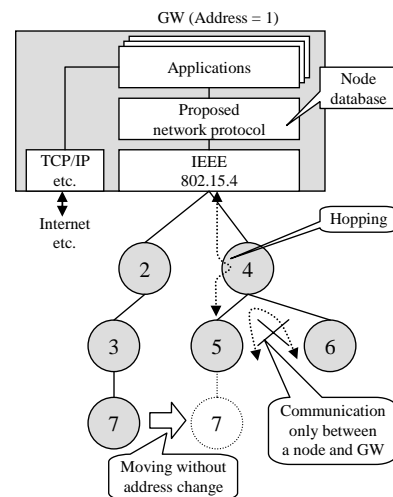 GW (Address = 1)
Applications
Node
database
Proposed
network protocol
TCP/IP
etc.
IEEE
802.15.4
Internet
etc.
Hopping
2
4
3
5
6
7
7
Communication
only between
a node and GW
Moving without
address change